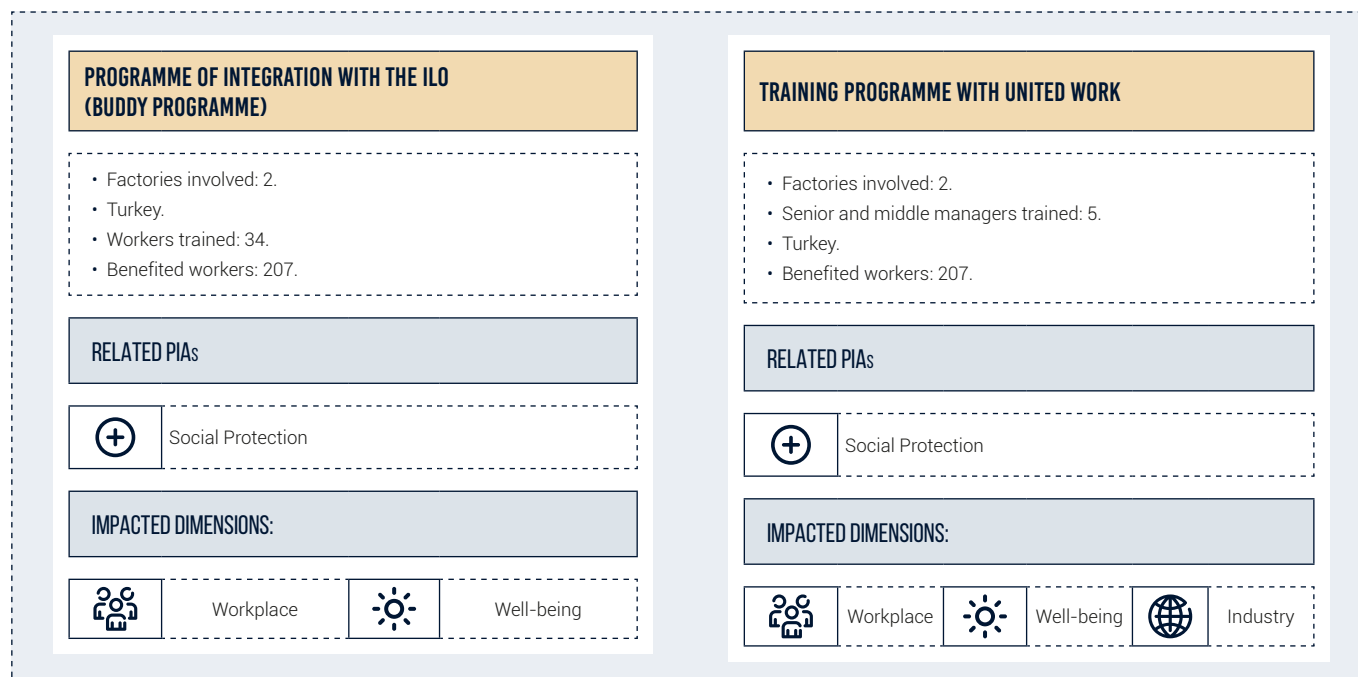 PROGRAMME OF INTEGRATION WITH THE ILO
(BUDDY PROGRAMME)
• Factories involved: 2.
• Turkey.
• Workers trained: 34.
• Benefited workers: 207.
RELATED PIAs
Social Protection
IMPACTED DIMENSIONS:
Workplace
Well-being
TRAINING PROGRAMME WITH UNITED WORK
• Factories involved: 2.
• Senior and middle managers trained: 5.
• Turkey.
• Benefited workers: 207.
RELATED PIAs
Social Protection
IMPACTED DIMENSIONS:
Workplace
Well-being
Industry